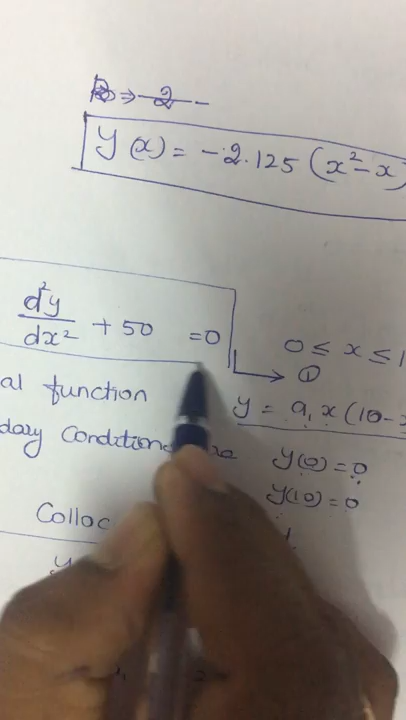 y(x) = -2.125 (x²-x)
d²y/dx² + 50 = 0
0 ≤ x ≤ 1
①
al function
y = a₁ x (10-
dary Condition
y(0) = 0
y(10) = 0
Colloc